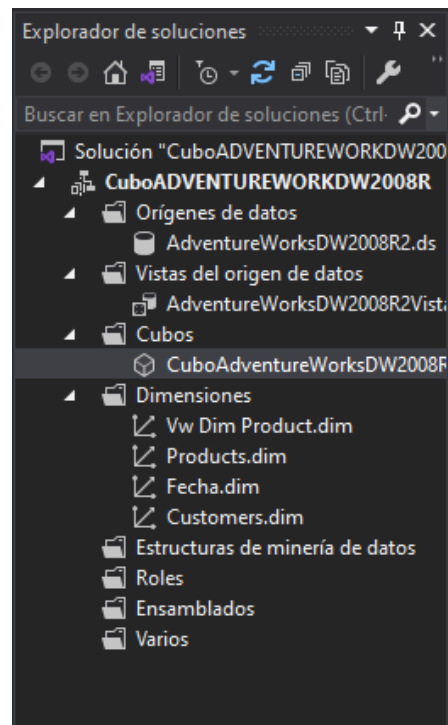 Explorador de soluciones
Buscar en Explorador de soluciones (Ctrl-
Solución "CuboADVENTUREWORKDW200
CuboADVENTUREWORKDW2008R
Orígenes de datos
AdventureWorksDW2008R2.ds
Vistas del origen de datos
AdventureWorksDW2008R2Vista
Cubos
CuboAdventureWorksDW2008R
Dimensiones
Vw Dim Product.dim
Products.dim
Fecha.dim
Customers.dim
Estructuras de minería de datos
Roles
Ensamblados
Varios